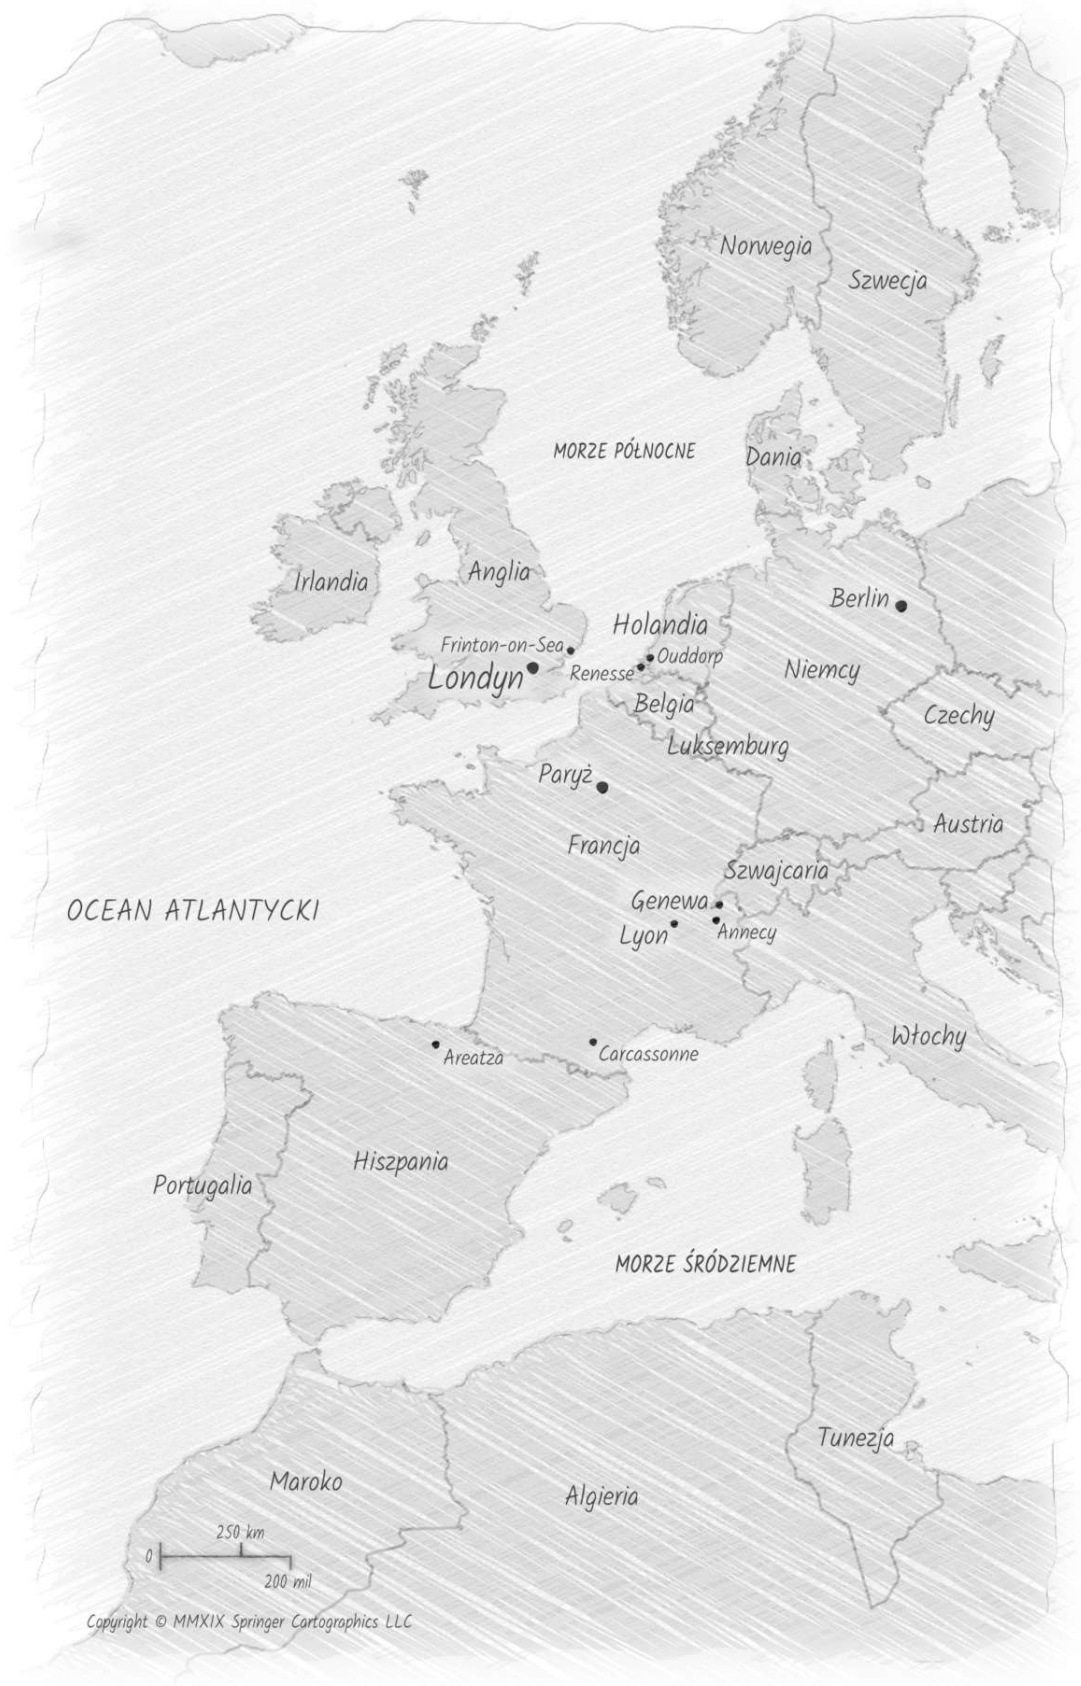 Norwegia
Szwecja
MORZE PÓŁNOCNE
Dania
Irlandia
Anglia
Berlin
Holandia
Frinton-on-Sea
Ouddorp
Londyn
Renesse
Niemcy
Belgia
Czechy
Luksemburg
Paryż
Austria
Francja
Szwajcaria
Genewa
OCEAN ATLANTYCKI
Lyon
Annecy
Włochy
Areatza
Carcassonne
Hiszpania
Portugalia
MORZE ŚRÓDZIEMNE
Tunezja
Maroko
Algieria
250 km
0
200 mil
Copyright © MMXIX Springer Cartographics LLC